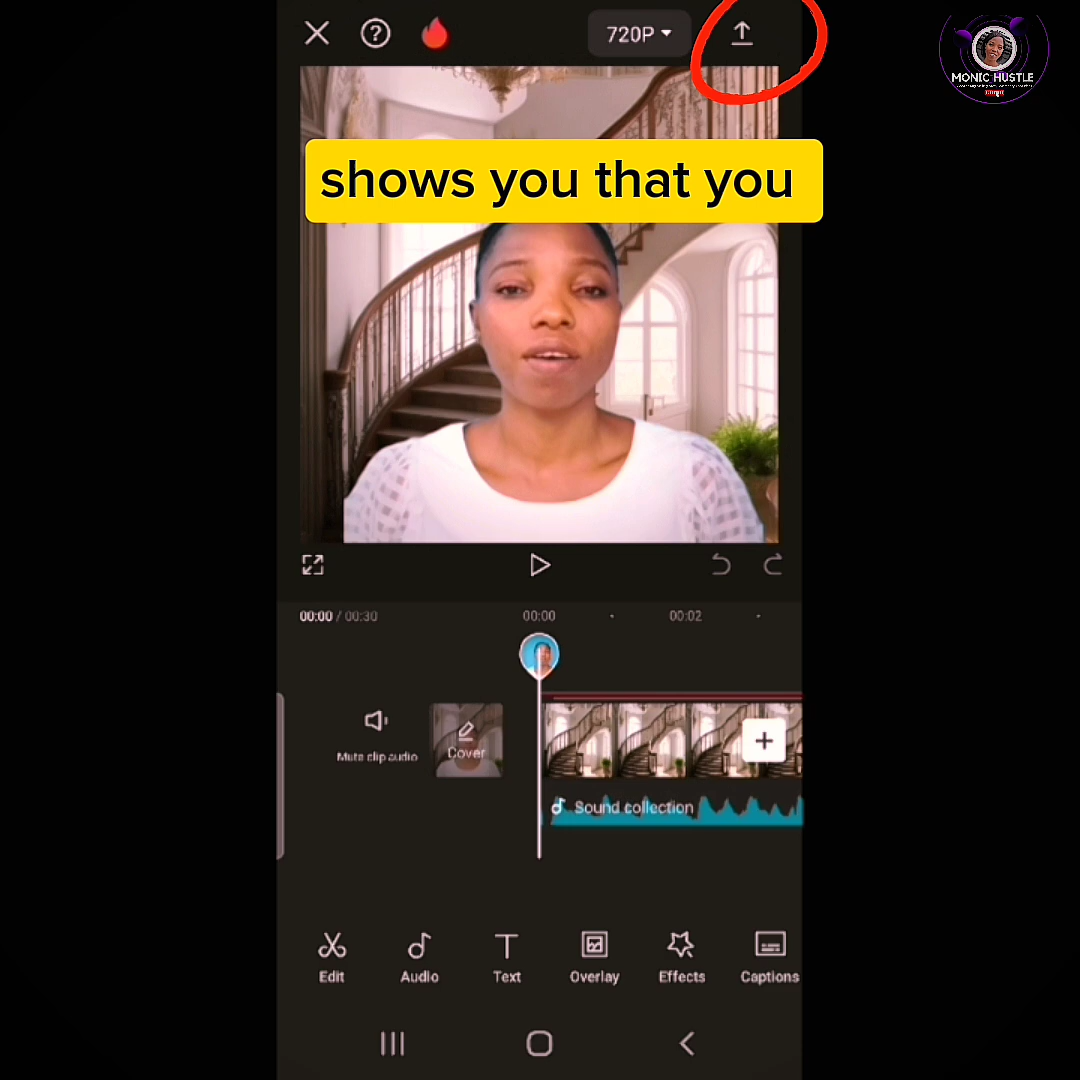 720P
MONIC HUSTLE
shows you that you
00:00 / 00:30
00:00
00:02
Mute clip audio
Cover
Sound collection
Edit
Audio
Text
Overlay
Effects
Captions